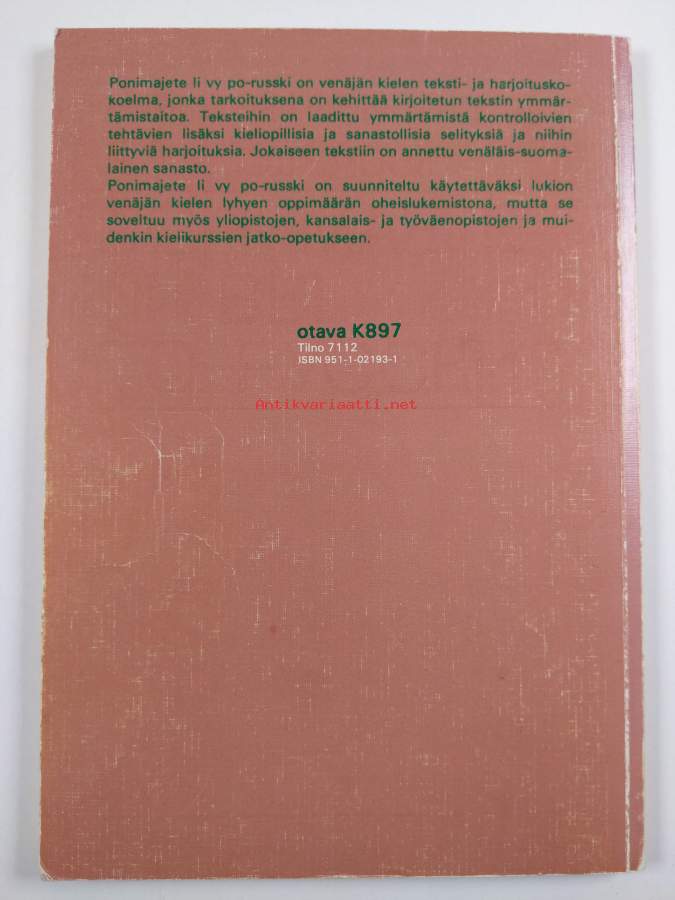 Ponimajete li vy po-russki on venäjän kielen teksti- ja harjoitusko-
koelma, jonka tarkoituksena on kehittää kirjoitetun tekstin ymmär-
tämistaitoa. Teksteihin on laadittu ymmärtämistä kontrolloivien
tehtävien lisäksi kieliopillisia ja sanastollisia selityksiä ja niihin
liittyviä harjoituksia. Jokaiseen tekstiin on annettu venäläis-suoma-
lainen sanasto.
Ponimajete li vy po-russki on suunniteltu käytettäväksi lukion
venäjän kielen lyhyen oppimäärän oheislukemistona, mutta se
soveltuu myös yliopistojen, kansalais- ja työväenopistojen ja mui-
denkin kielikurssien jatko-opetukseen.
otava K897
Tilno 7112
ISBN 951-1-02193-1
Antikvariaatti.net